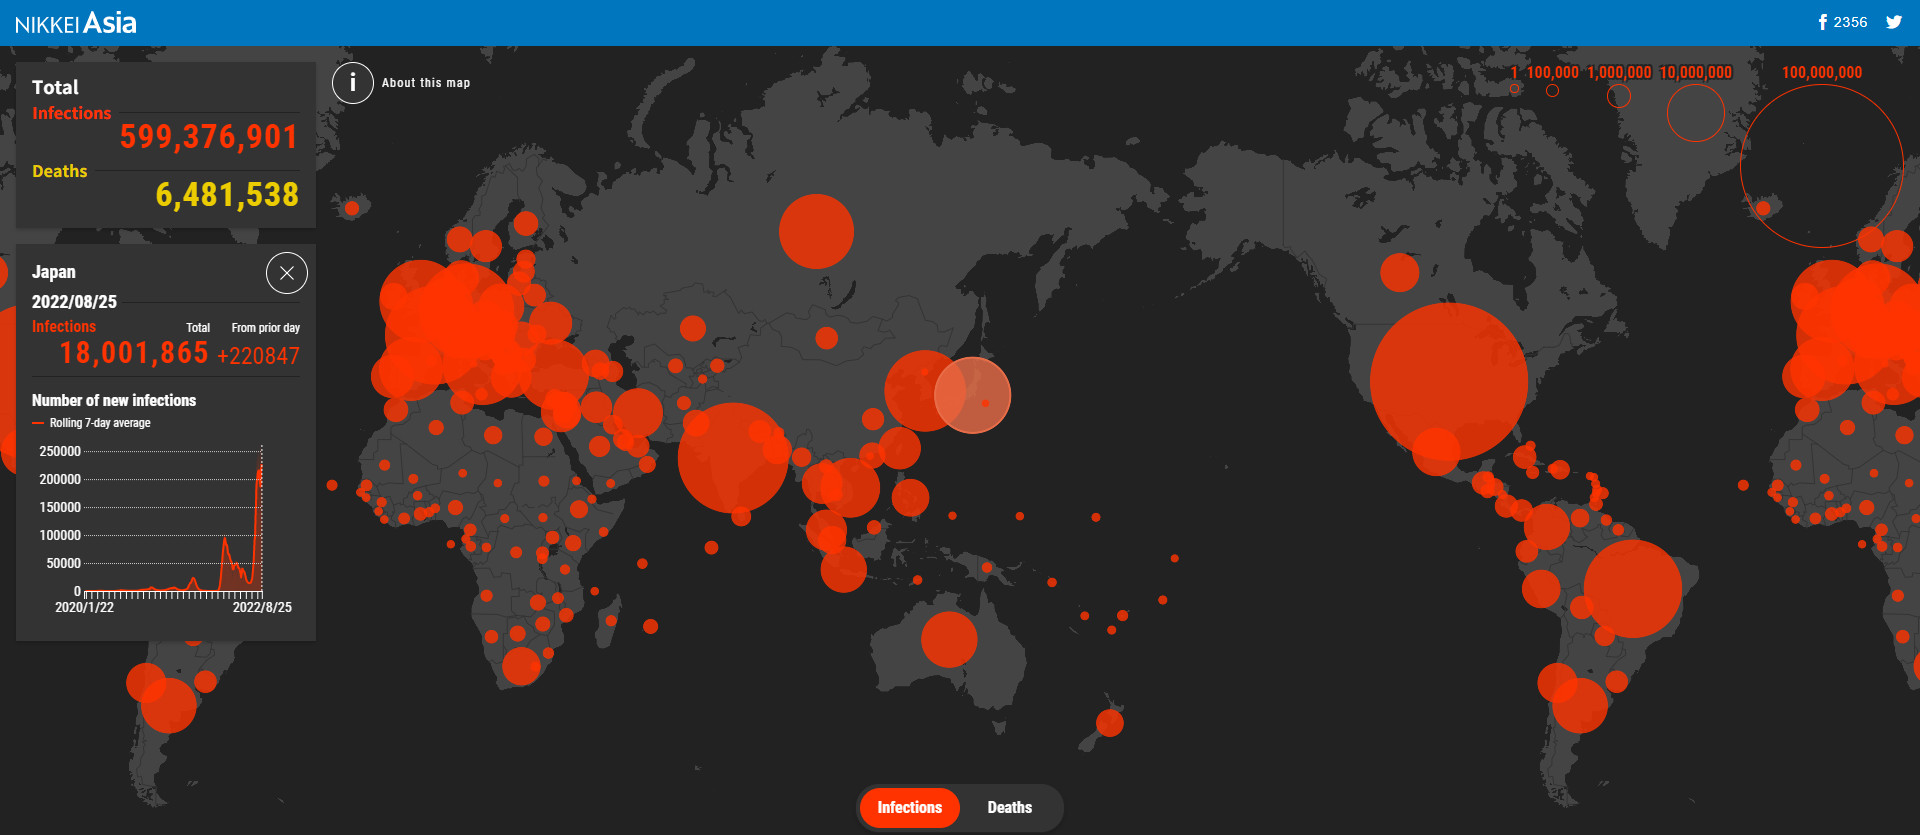 NIKKEI Asia
2356
Total
Infections
599,376,901
Deaths
6,481,538
i About this map
1 100,000 1,000,000 10,000,000 100,000,000
Japan
2022/08/25
Infections Total From prior day
18,001,865 +220847
Number of new infections
Rolling 7-day average
250000
200000
150000
100000
50000
0
2020/1/22 2022/8/25
Infections Deaths